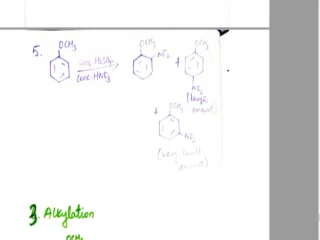 5.
OCH3
conc. H2SO4
conc. HNO3
OCH3
NO2
+
OCH3
NO2
(large
amount)
+
OCH3
NO2
(very small
amount)
3. Alkylation
OCH3